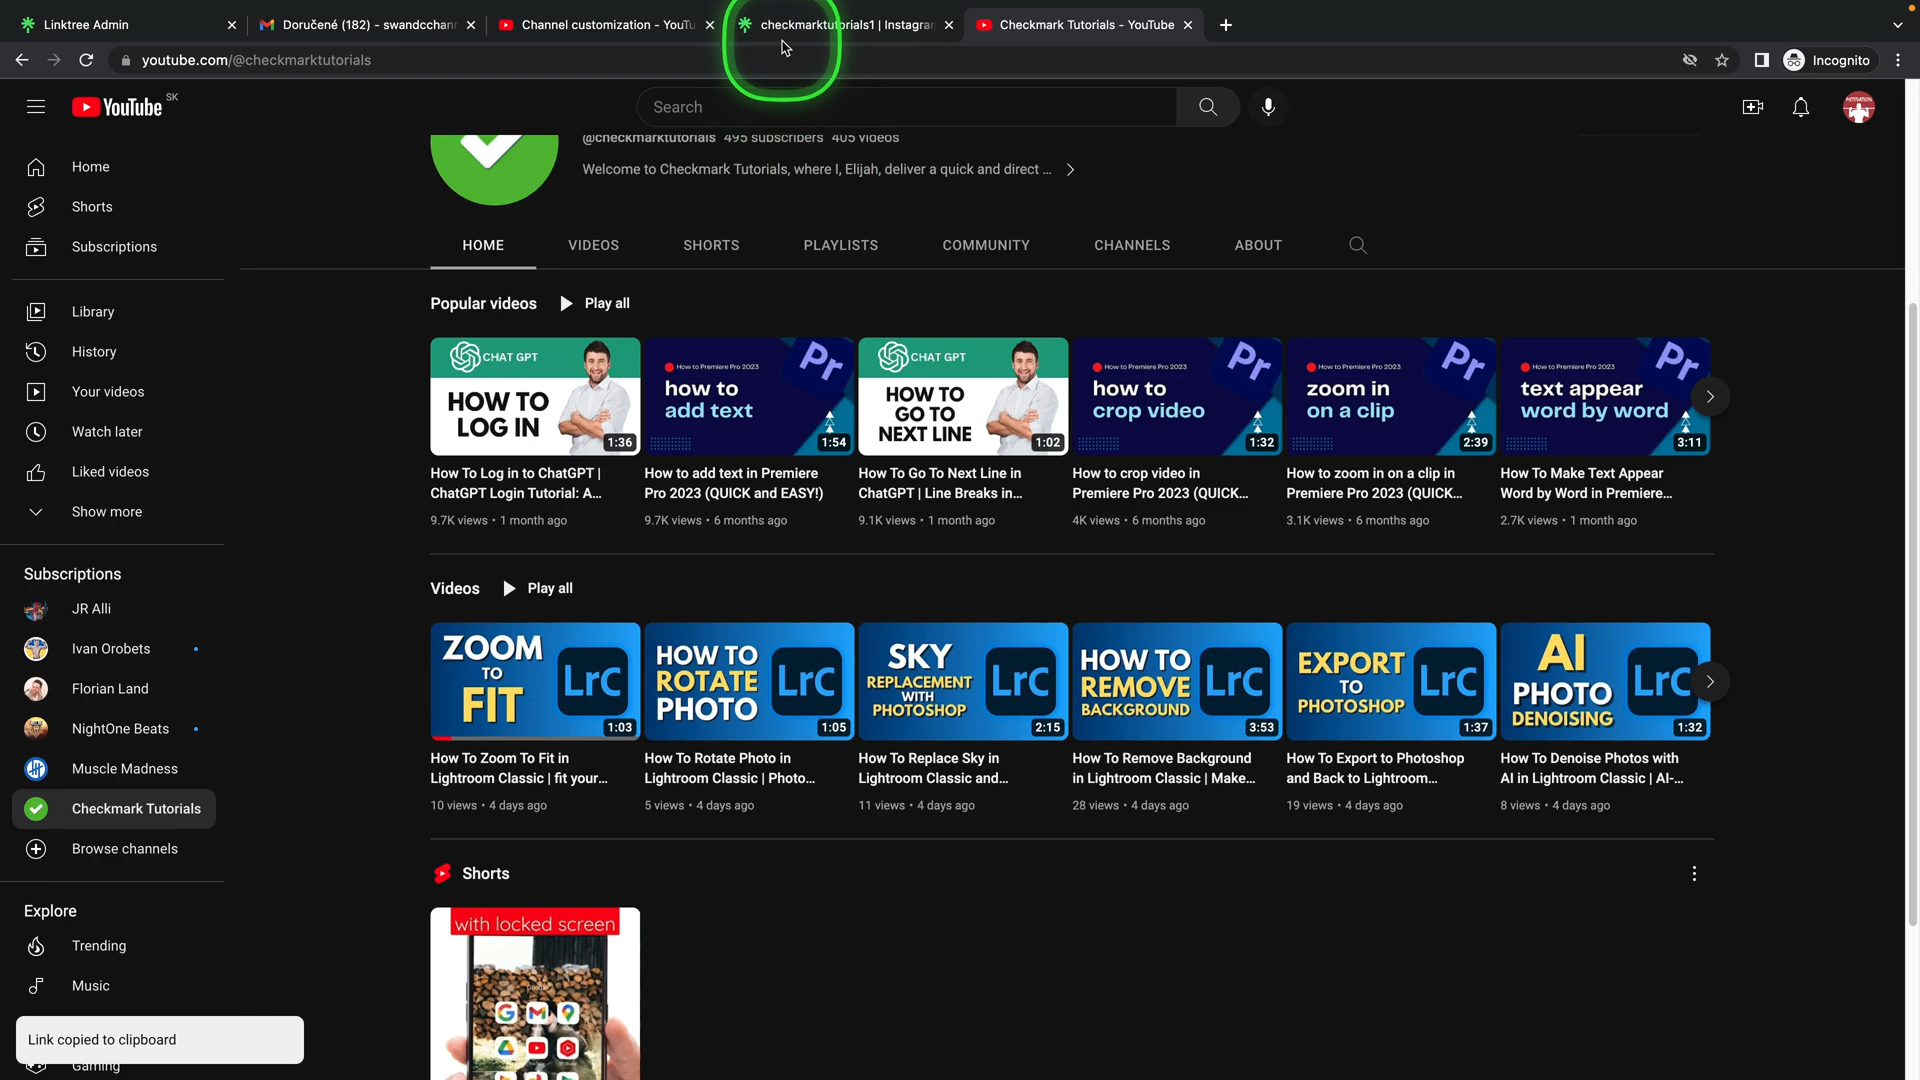 Linktree Admin
Doručené (182) - swandcchann
Channel customization - YouTu
checkmarktutorials1 | Instagran
Checkmark Tutorials - YouTube
youtube.com/@checkmarktutorials
Incognito
YouTube SK
Search
@checkmarktutorials 495 subscribers 405 videos
Welcome to Checkmark Tutorials, where I, Elijah, deliver a quick and direct ...
HOME
VIDEOS
SHORTS
PLAYLISTS
COMMUNITY
CHANNELS
ABOUT
Home
Shorts
Subscriptions
Library
History
Your videos
Watch later
Liked videos
Show more
Subscriptions
JR Alli
Ivan Orobets
Florian Land
NightOne Beats
Muscle Madness
Checkmark Tutorials
Browse channels
Explore
Trending
Music
Gaming
Link copied to clipboard
Popular videos
Play all
CHAT GPT
HOW TO
LOG IN
1:36
How to Premiere Pro 2023
how to
add text
Pr
1:54
CHAT GPT
HOW TO
GO TO
NEXT LINE
1:02
How to Premiere Pro 2023
how to
crop video
Pr
1:32
How to Premiere Pro 2023
zoom in
on a clip
Pr
2:39
How to Premiere Pro 2023
text appear
word by word
Pr
3:11
How To Log in to ChatGPT |
ChatGPT Login Tutorial: A...
9.7K views • 1 month ago
How to add text in Premiere
Pro 2023 (QUICK and EASY!)
9.7K views • 6 months ago
How To Go To Next Line in
ChatGPT | Line Breaks in...
9.1K views • 1 month ago
How to crop video in
Premiere Pro 2023 (QUICK...
4K views • 6 months ago
How to zoom in on a clip in
Premiere Pro 2023 (QUICK...
3.1K views • 6 months ago
How To Make Text Appear
Word by Word in Premiere...
2.7K views • 1 month ago
Videos
Play all
ZOOM
TO
FIT
LrC
1:03
HOW TO
ROTATE
PHOTO
LrC
1:05
SKY
REPLACEMENT
WITH
PHOTOSHOP
LrC
2:15
HOW TO
REMOVE
BACKGROUND
LrC
3:53
EXPORT
TO
PHOTOSHOP
LrC
1:37
AI
PHOTO
DENOISING
LrC
1:32
How To Zoom To Fit in
Lightroom Classic | fit your...
10 views • 4 days ago
How To Rotate Photo in
Lightroom Classic | Photo...
5 views • 4 days ago
How To Replace Sky in
Lightroom Classic and...
11 views • 4 days ago
How To Remove Background
in Lightroom Classic | Make...
28 views • 4 days ago
How To Export to Photoshop
and Back to Lightroom...
19 views • 4 days ago
How To Denoise Photos with
AI in Lightroom Classic | AI-...
8 views • 4 days ago
Shorts
with locked screen